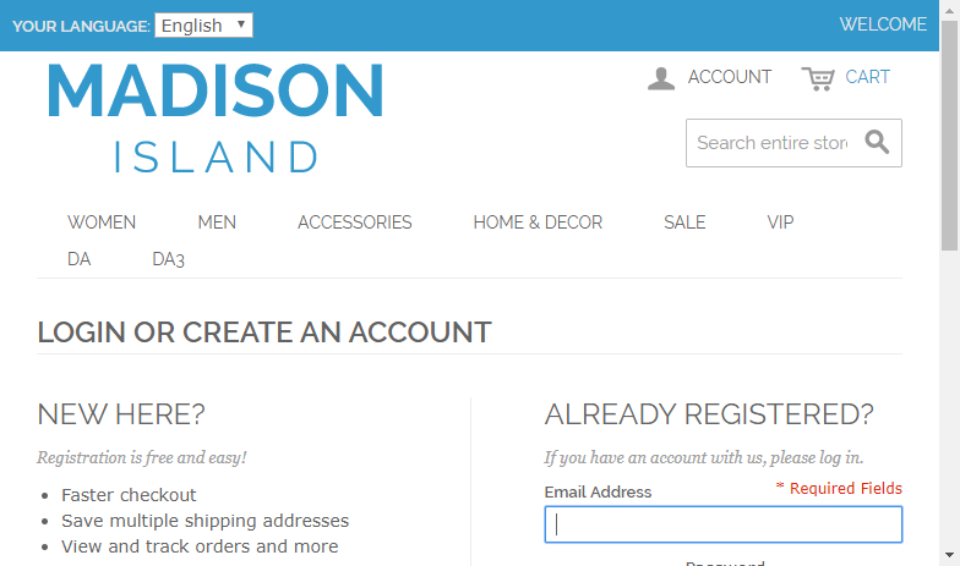 YOUR LANGUAGE: English
WELCOME
MADISON
ISLAND
ACCOUNT
CART
Search entire stor
WOMEN MEN ACCESSORIES HOME & DECOR SALE VIP
DA DA3
LOGIN OR CREATE AN ACCOUNT
NEW HERE?
Registration is free and easy!
• Faster checkout
• Save multiple shipping addresses
• View and track orders and more
ALREADY REGISTERED?
If you have an account with us, please log in.
Email Address
* Required Fields
Password